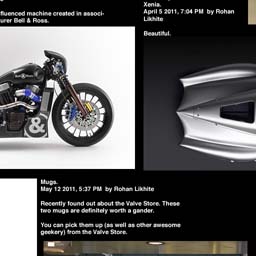 fluenced machine created in associ-
urer Bell & Ross.
Xenia.
April 5 2011, 7:04 PM by Rohan
Likhite
Beautiful.
&
Mugs.
May 12 2011, 5:37 PM by Rohan Likhite
Recently found out about the Valve Store. These
two mugs are definitely worth a gander.
You can pick them up (as well as other awesome
geekery) from the Valve Store.